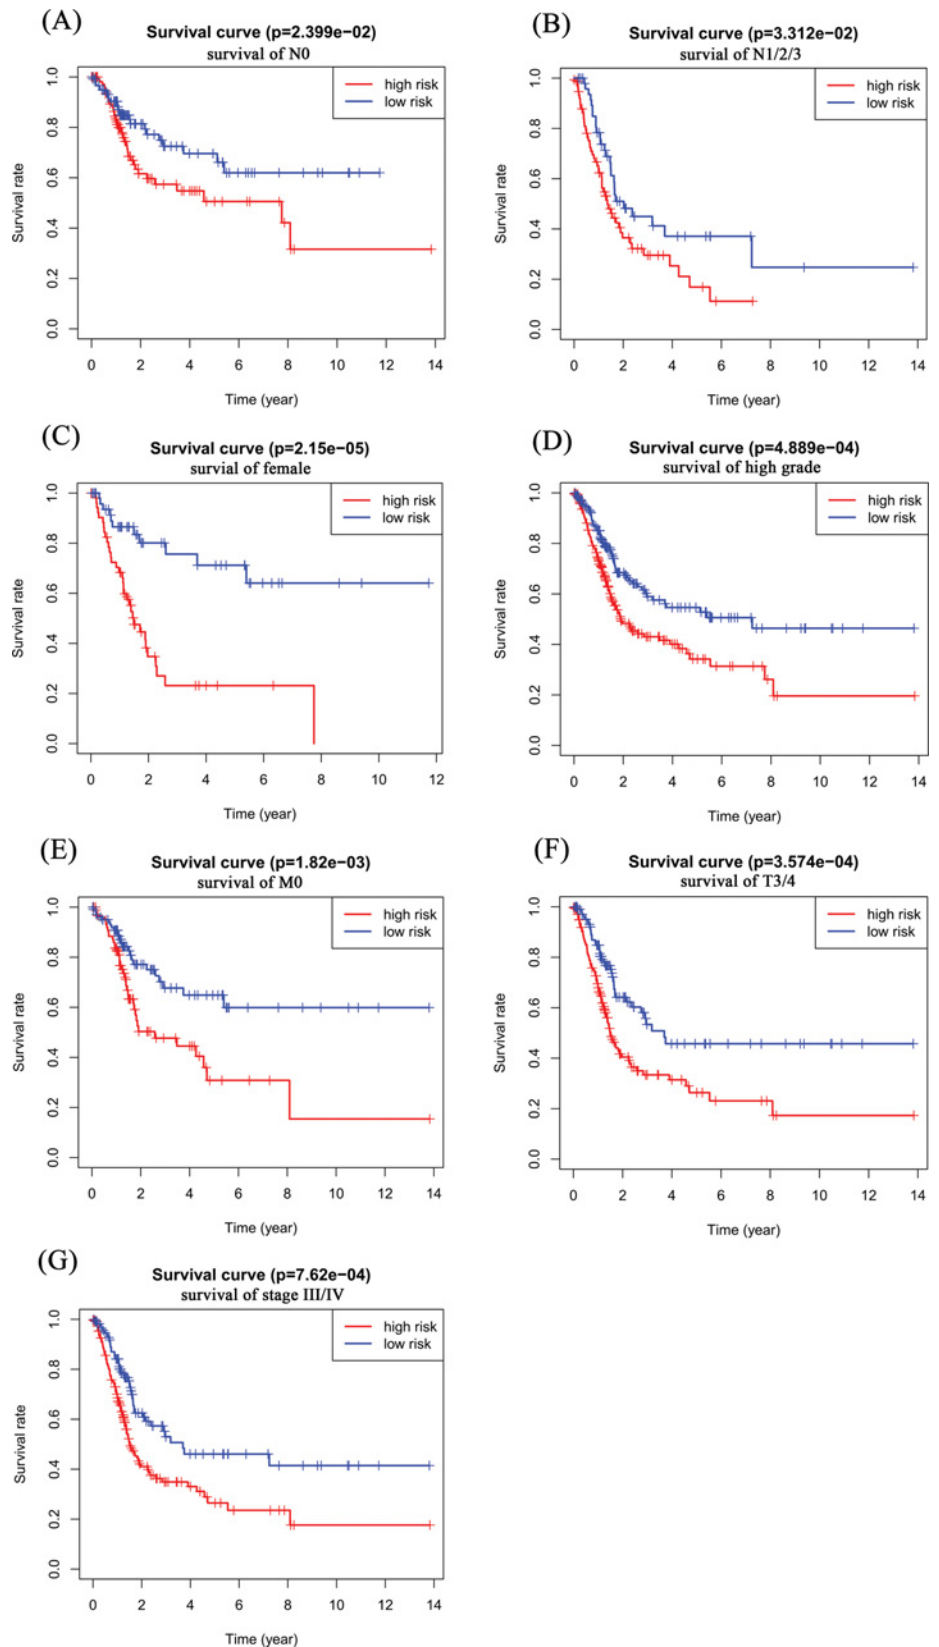 (A)
Survival curve (p=2.399e−02)
survival of N0
high risk
low risk
Survival rate
0.0 0.2 0.4 0.6 0.8 1.0
0 2 4 6 8 10 12 14
Time (year)
(B)
Survival curve (p=3.312e−02)
survial of N1/2/3
high risk
low risk
Survival rate
0.0 0.2 0.4 0.6 0.8 1.0
0 2 4 6 8 10 12 14
Time (year)
(C)
Survival curve (p=2.15e−05)
survial of female
high risk
low risk
Survival rate
0.0 0.2 0.4 0.6 0.8 1.0
0 2 4 6 8 10 12
Time (year)
(D)
Survival curve (p=4.889e−04)
survival of high grade
high risk
low risk
Survival rate
0.0 0.2 0.4 0.6 0.8 1.0
0 2 4 6 8 10 12 14
Time (year)
(E)
Survival curve (p=1.82e−03)
survival of M0
high risk
low risk
Survival rate
0.0 0.2 0.4 0.6 0.8 1.0
0 2 4 6 8 10 12 14
Time (year)
(F)
Survival curve (p=3.574e−04)
survival of T3/4
high risk
low risk
Survival rate
0.0 0.2 0.4 0.6 0.8 1.0
0 2 4 6 8 10 12 14
Time (year)
(G)
Survival curve (p=7.62e−04)
survival of stage III/IV
high risk
low risk
Survival rate
0.0 0.2 0.4 0.6 0.8 1.0
0 2 4 6 8 10 12 14
Time (year)